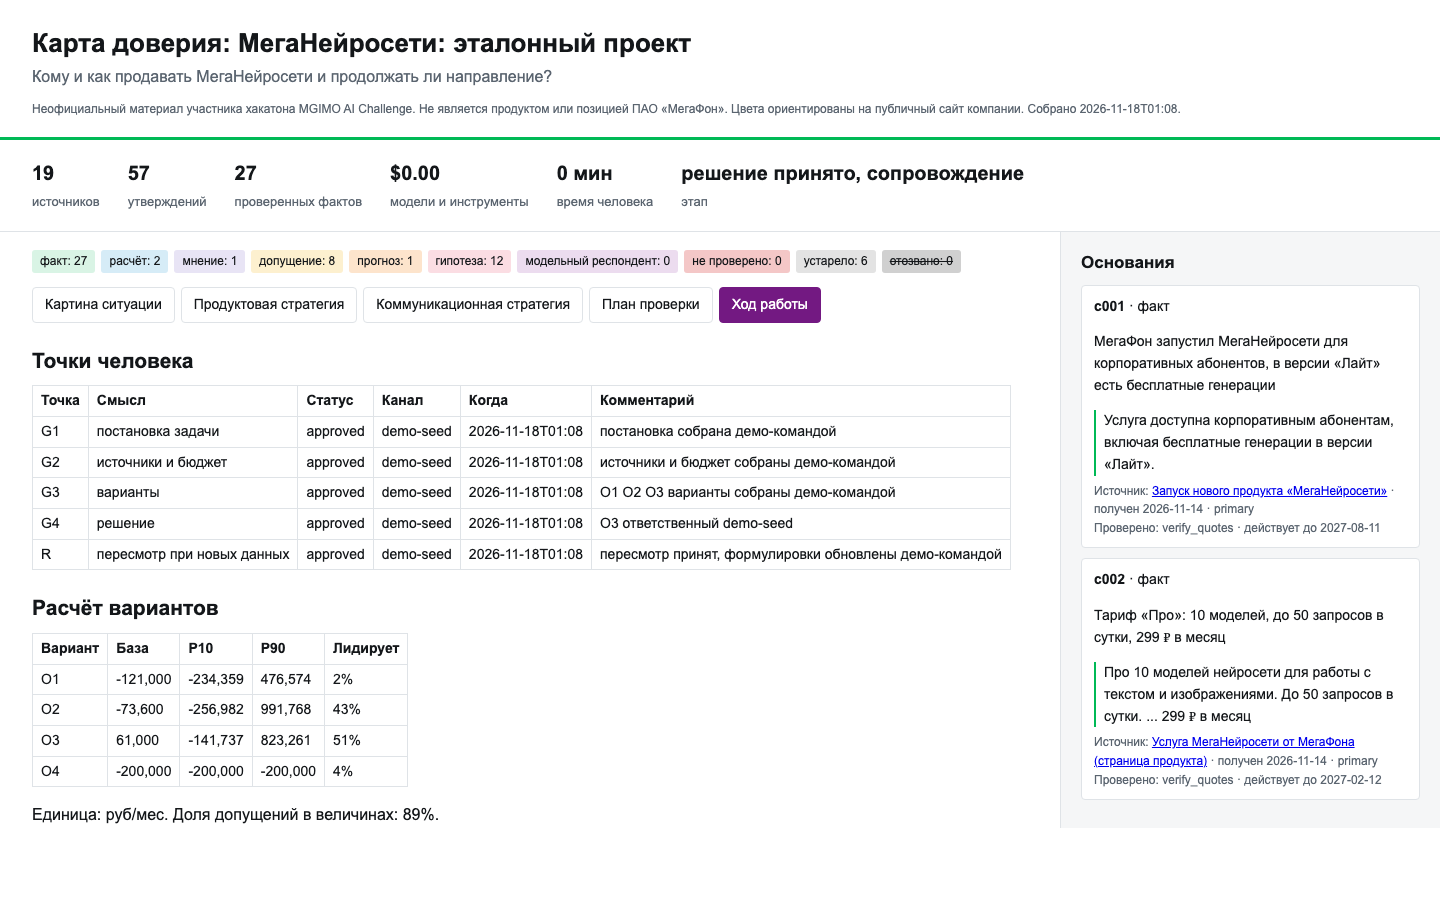 Карта доверия: МегаНейросети: эталонный проект
Кому и как продавать МегаНейросети и продолжать ли направление?
Неофициальный материал участника хакатона MGIMO AI Challenge. Не является продуктом или позицией ПАО «МегаФон». Цвета ориентированы на публичный сайт компании. Собрано 2026-11-18T01:08.
19 57 27 $0.00 0 мин решение принято, сопровождение
источников утверждений проверенных фактов модели и инструменты время человека этап
факт: 27 расчёт: 2 мнение: 1 допущение: 8 прогноз: 1 гипотеза: 12 модельный респондент: 0 не проверено: 0 устарело: 6 отозвано: 0
Картина ситуации Продуктовая стратегия Коммуникационная стратегия План проверки Ход работы
Точки человека
Точка Смысл Статус Канал Когда Комментарий
G1 постановка задачи approved demo-seed 2026-11-18T01:08 постановка собрана демо-командой
G2 источники и бюджет approved demo-seed 2026-11-18T01:08 источники и бюджет собраны демо-командой
G3 варианты approved demo-seed 2026-11-18T01:08 O1 O2 O3 варианты собраны демо-командой
G4 решение approved demo-seed 2026-11-18T01:08 O3 ответственный demo-seed
R пересмотр при новых данных approved demo-seed 2026-11-18T01:08 пересмотр принят, формулировки обновлены демо-командой
Расчёт вариантов
Вариант База P10 P90 Лидирует
O1 -121,000 -234,359 476,574 2%
O2 -73,600 -256,982 991,768 43%
O3 61,000 -141,737 823,261 51%
O4 -200,000 -200,000 -200,000 4%
Единица: руб/мес. Доля допущений в величинах: 89%.
Основания
c001 · факт
МегаФон запустил МегаНейросети для
корпоративных абонентов, в версии «Лайт»
есть бесплатные генерации
Услуга доступна корпоративным абонентам,
включая бесплатные генерации в версии
«Лайт».
Источник: Запуск нового продукта «МегаНейросети» ·
получен 2026-11-14 · primary
Проверено: verify_quotes · действует до 2027-08-11
c002 · факт
Тариф «Про»: 10 моделей, до 50 запросов в
сутки, 299 ₽ в месяц
Про 10 моделей нейросети для работы с
текстом и изображениями. До 50 запросов в
сутки. ... 299 ₽ в месяц
Источник: Услуга МегаНейросети от МегаФона
(страница продукта) · получен 2026-11-14 · primary
Проверено: verify_quotes · действует до 2027-02-12